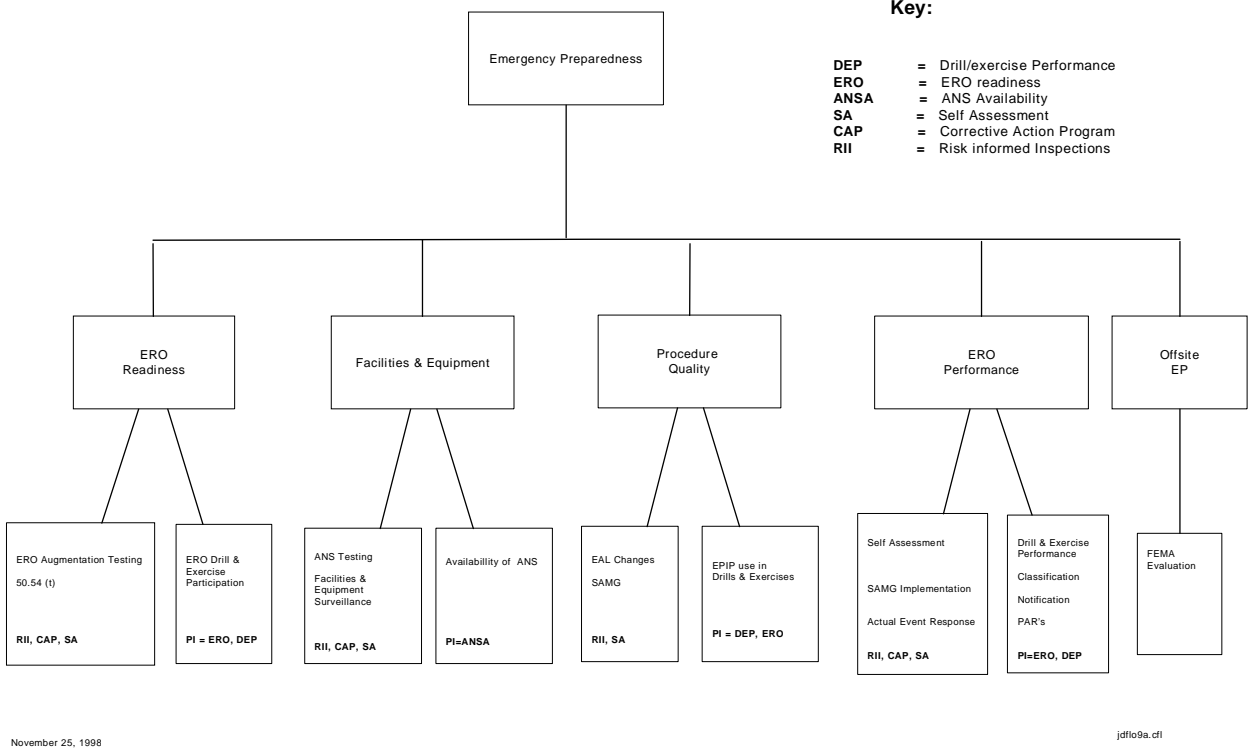 Key:
Emergency Preparedness
DEP = Drill/exercise Performance
ERO = ERO readiness
ANSA = ANS Availability
SA = Self Assessment
CAP = Corrective Action Program
RII = Risk informed Inspections
ERO
Readiness
Facilities & Equipment
Procedure
Quality
ERO
Performance
Offsite
EP
ERO Augmentation Testing
50.54 (t)
RII, CAP, SA
ERO Drill &
Exercise
Participation
PI = ERO, DEP
ANS Testing
Facilities &
Equipment
Surveillance
RII, CAP, SA
Availabillity of ANS
PI=ANSA
EAL Changes
SAMG
RII, SA
EPIP use in
Drills & Exercises
PI = DEP, ERO
Self Assessment
SAMG Implementation
Actual Event Response
RII, CAP, SA
Drill & Exercise
Performance
Classification
Notification
PAR's
PI=ERO, DEP
FEMA
Evaluation
November 25, 1998
jdflo9a.cfl